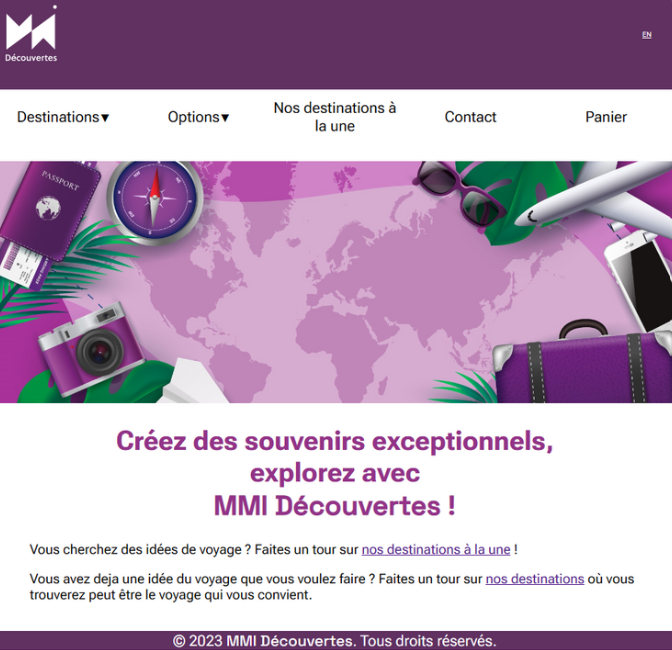 Découvertes
EN
Destinations▼
Options▼
Nos destinations à
la une
Contact
Panier
PASSPORT
Créez des souvenirs exceptionnels,
explorez avec
MMI Découvertes !
Vous cherchez des idées de voyage ? Faites un tour sur nos destinations à la une !
Vous avez deja une idée du voyage que vous voulez faire ? Faites un tour sur nos destinations où vous
trouverez peut être le voyage qui vous convient.
© 2023 MMI Découvertes. Tous droits réservés.